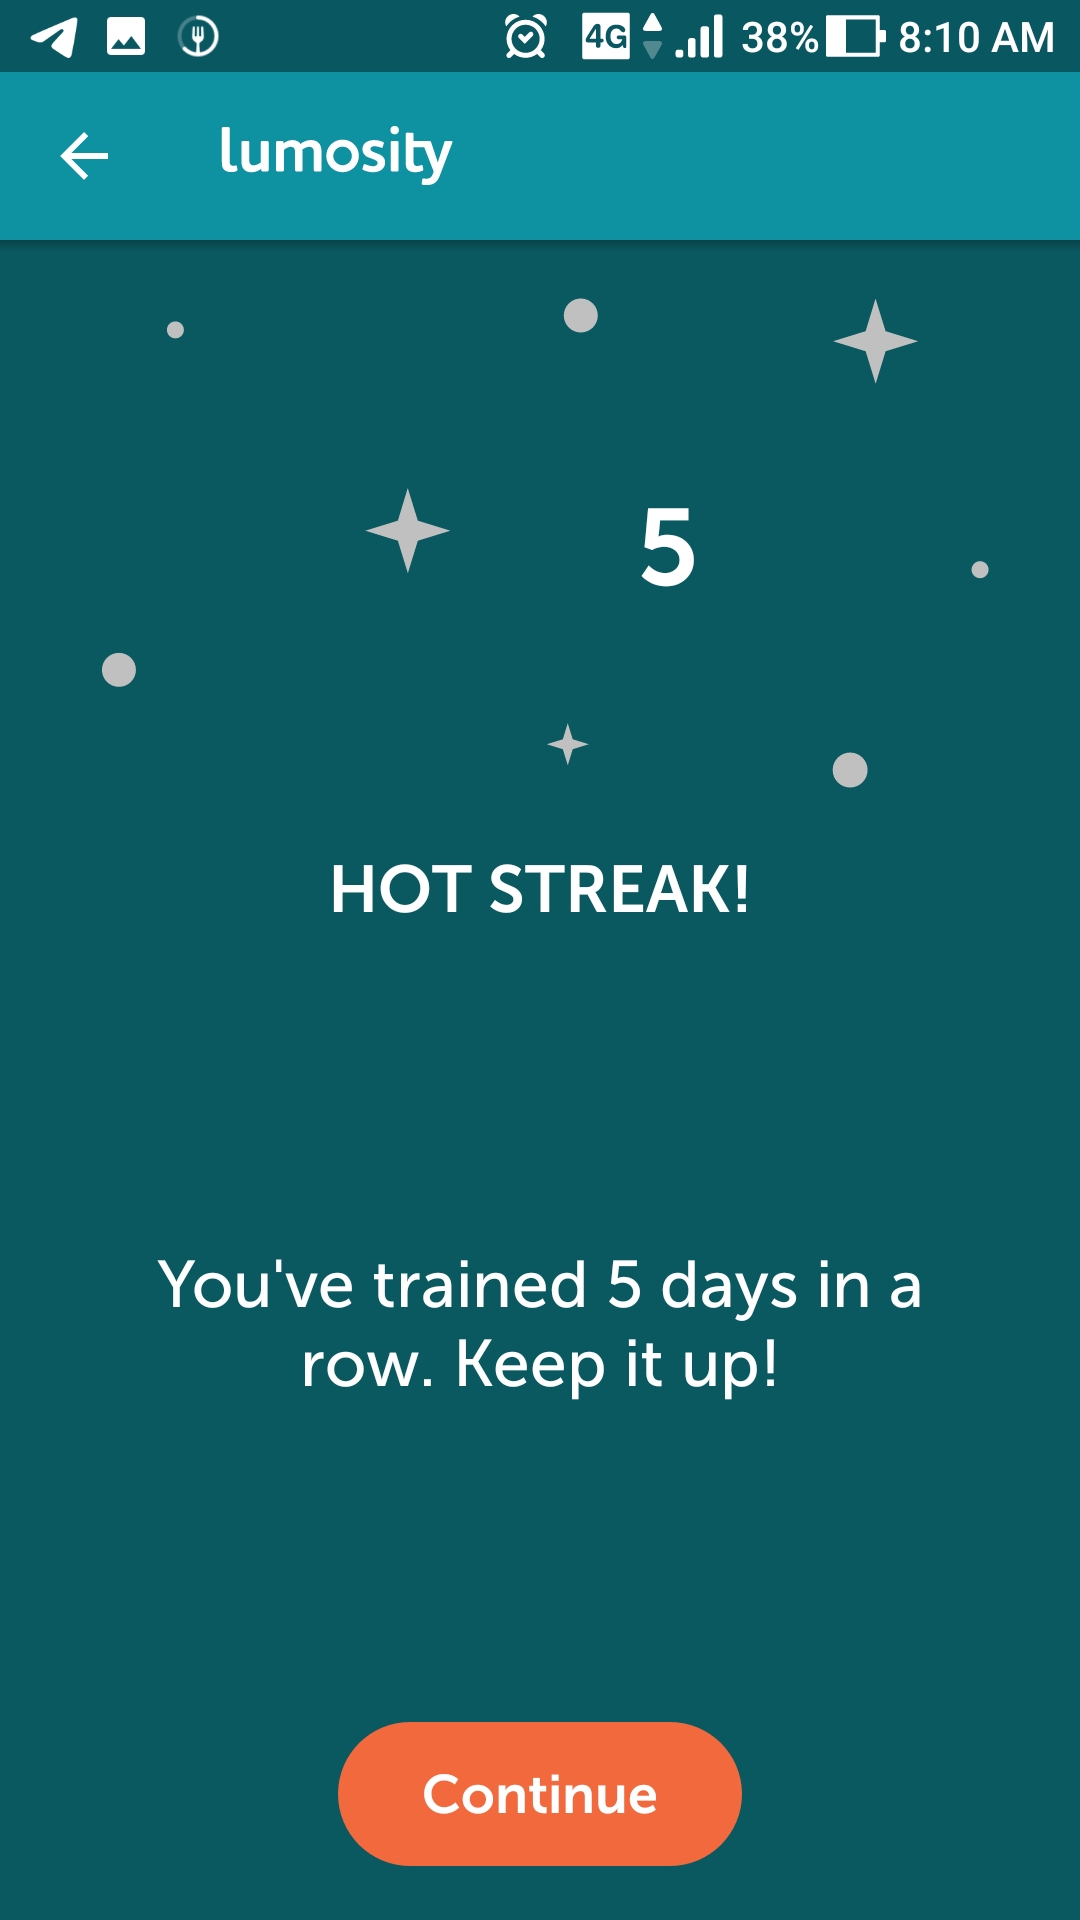 4G 38% 8:10 AM
lumosity
5
HOT STREAK!
You've trained 5 days in a
row. Keep it up!
Continue